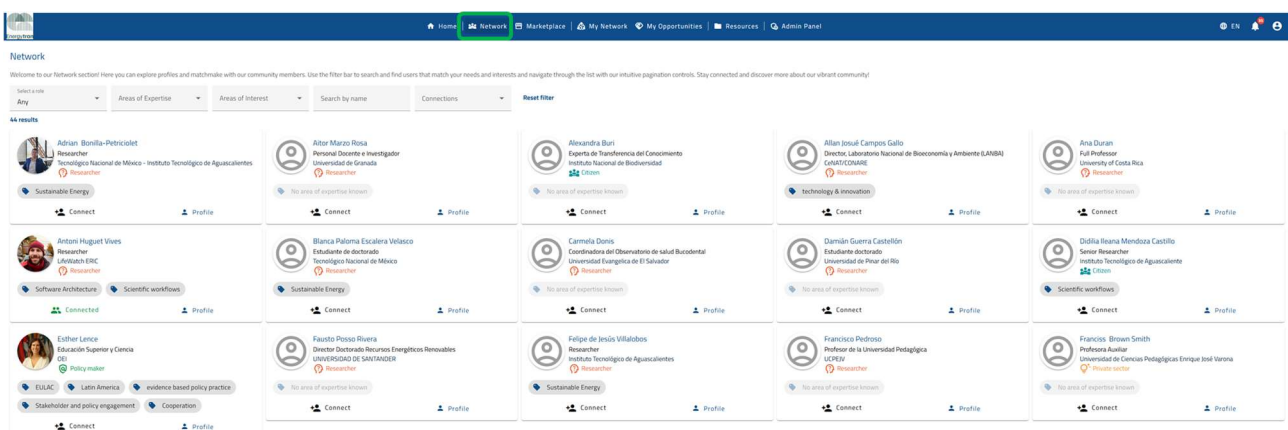 Energytran
Home Network Marketplace My Network My Opportunities Resources Admin Panel EN
Network
Welcome to our Network section! Here you can explore profiles and matchmake with our community members. Use the filter bar to search and find users that match your needs and interests and navigate through the list with our intuitive pagination controls. Stay connected and discover more about our vibrant community!
Select a role
Any Areas of Expertise Areas of Interest Search by name Connections Reset filter
44 results
Adrian Bonilla-Petriciolet
Researcher
Tecnológico Nacional de México - Instituto Tecnológico de Aguascalientes
Researcher
Sustainable Energy
Connect Profile
Aitor Marzo Rosa
Personal Docente e Investigador
Universidad de Granada
Researcher
No area of expertise known
Connect Profile
Alexandra Buri
Experta de Transferencia del Conocimiento
Instituto Nacional de Biodiversidad
Citizen
No area of expertise known
Connect Profile
Allan Josué Campos Gallo
Director, Laboratorio Nacional de Bioeconomía y Ambiente (LANBA)
CeNAT/CONARE
Researcher
technology & innovation
Connect Profile
Ana Duran
Full Professor
University of Costa Rica
Researcher
No area of expertise known
Connect Profile
Antoni Huguet Vives
Researcher
LifeWatch ERIC
Researcher
Software Architecture Scientific workflows
Connected Profile
Blanca Paloma Escalera Velasco
Estudiante de doctorado
Tecnológico Nacional de México
Researcher
Sustainable Energy
Connect Profile
Carmela Donis
Coordinadora del Observatorio de salud Bucodental
Universidad Evangelica de El Salvador
Researcher
No area of expertise known
Connect Profile
Damián Guerra Castellón
Estudiante doctorado
Universidad de Pinar del Río
Researcher
No area of expertise known
Connect Profile
Didilia Ileana Mendoza Castillo
Senior Researcher
Instituto Tecnológico de Aguascaliente
Citizen
Scientific workflows
Connect Profile
Esther Lence
Educación Superior y Ciencia
OEI
Policy maker
EULAC Latin America evidence based policy practice
Stakeholder and policy engagement Cooperation
Connect Profile
Fausto Posso Rivera
Director Doctorado Recursos Energéticos Renovables
UNIVERSIDAD DE SANTANDER
Researcher
No area of expertise known
Connect Profile
Felipe de Jesús Villalobos
Researcher
Instituto Tecnológico de Aguascalientes
Researcher
Sustainable Energy
Connect Profile
Francisco Pedroso
Profesor de la Universidad Pedagógica
UCPEJV
Researcher
No area of expertise known
Connect Profile
Franciss Brown Smith
Profesora Auxiliar
Universidad de Ciencias Pedagógicas Enrique José Varona
Private sector
No area of expertise known
Connect Profile